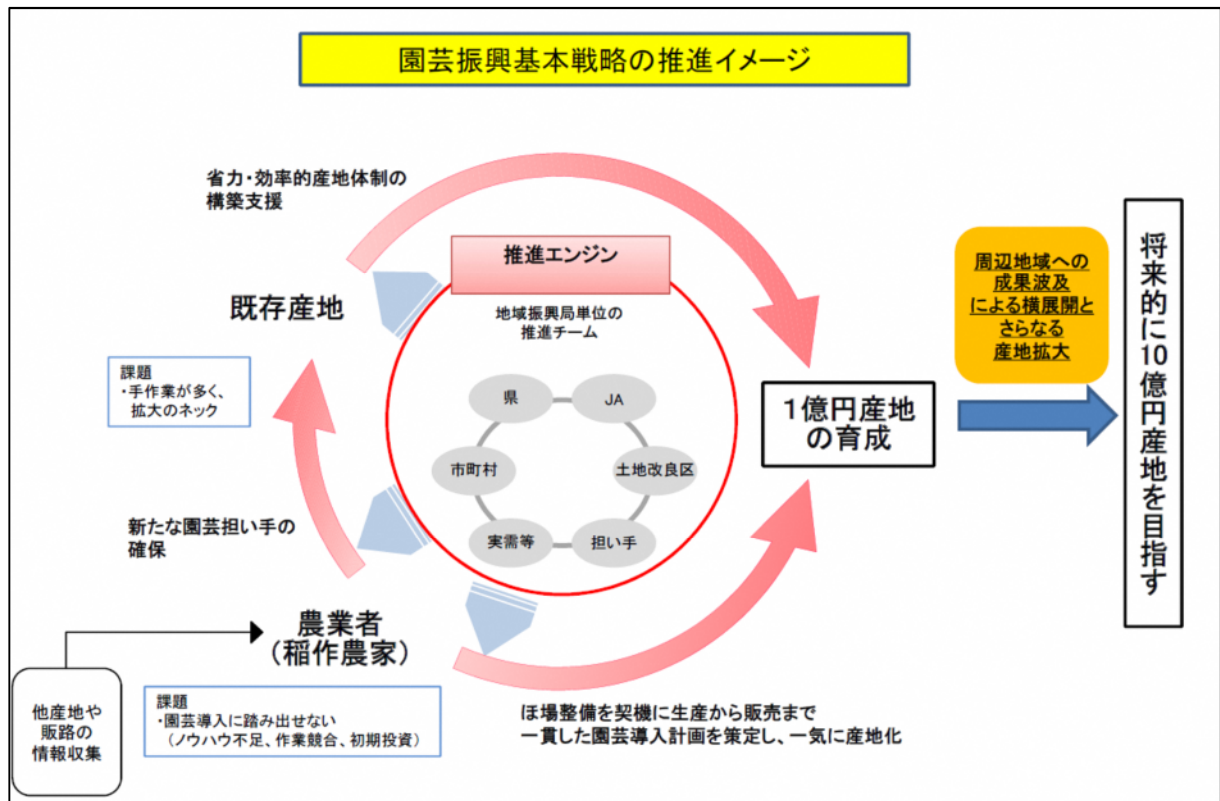 園芸振興基本戦略の推進イメージ
省力・効率的産地体制の
構築支援
推進エンジン
地域振興局単位の
推進チーム
県
JA
市町村
土地改良区
実需等
担い手
既存産地
課題
・手作業が多く、
拡大のネック
新たな園芸担い手の
確保
農業者
（稲作農家）
課題
・園芸導入に踏み出せない
（ノウハウ不足、作業競合、初期投資）
他産地や
販路の
情報収集
ほ場整備を契機に生産から販売まで
一貫した園芸導入計画を策定し、一気に産地化
１億円産地
の育成
周辺地域への
成果波及
による横展開と
さらなる
産地拡大
将来的に10億円産地を目指す